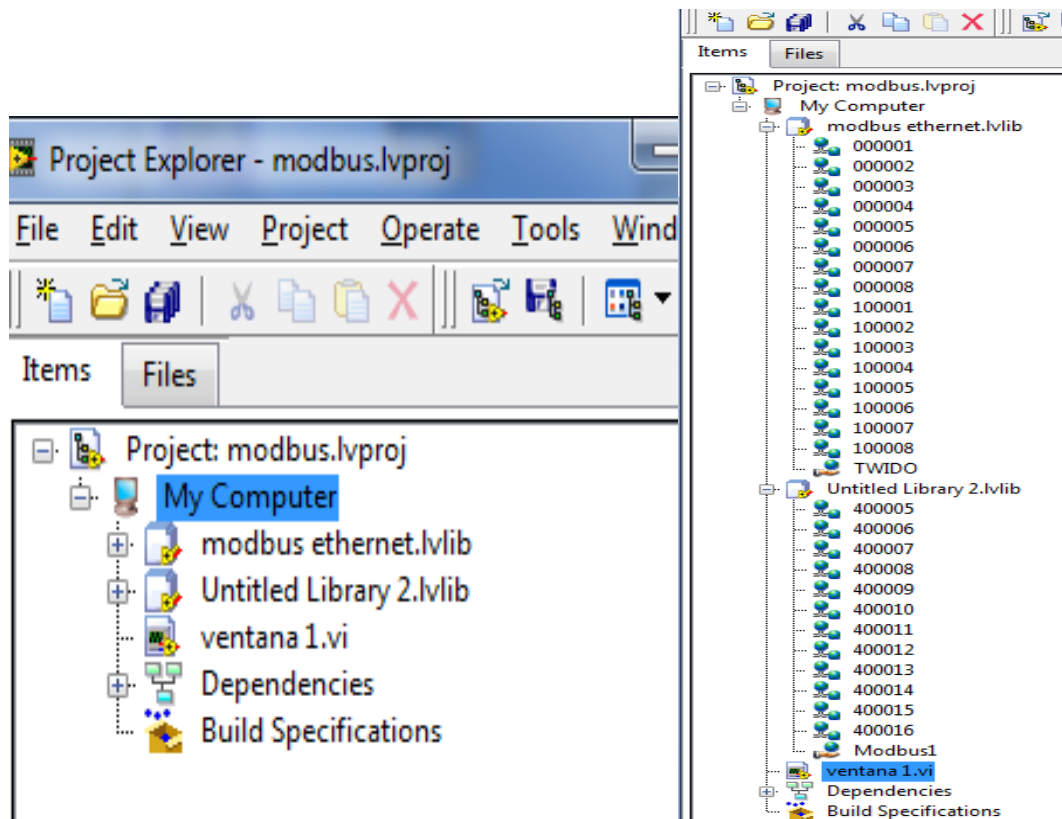 Project Explorer - modbus.lvproj
File Edit View Project Operate Tools Wind
Items Files
Project: modbus.lvproj
My Computer
modbus ethernet.lvlib
Untitled Library 2.lvlib
ventana 1.vi
Dependencies
Build Specifications
Items Files
Project: modbus.lvproj
My Computer
modbus ethernet.lvlib
000001
000002
000003
000004
000005
000006
000007
000008
100001
100002
100003
100004
100005
100006
100007
100008
TWIDO
Untitled Library 2.lvlib
400005
400006
400007
400008
400009
400010
400011
400012
400013
400014
400015
400016
Modbus1
ventana 1.vi
Dependencies
Build Specifications